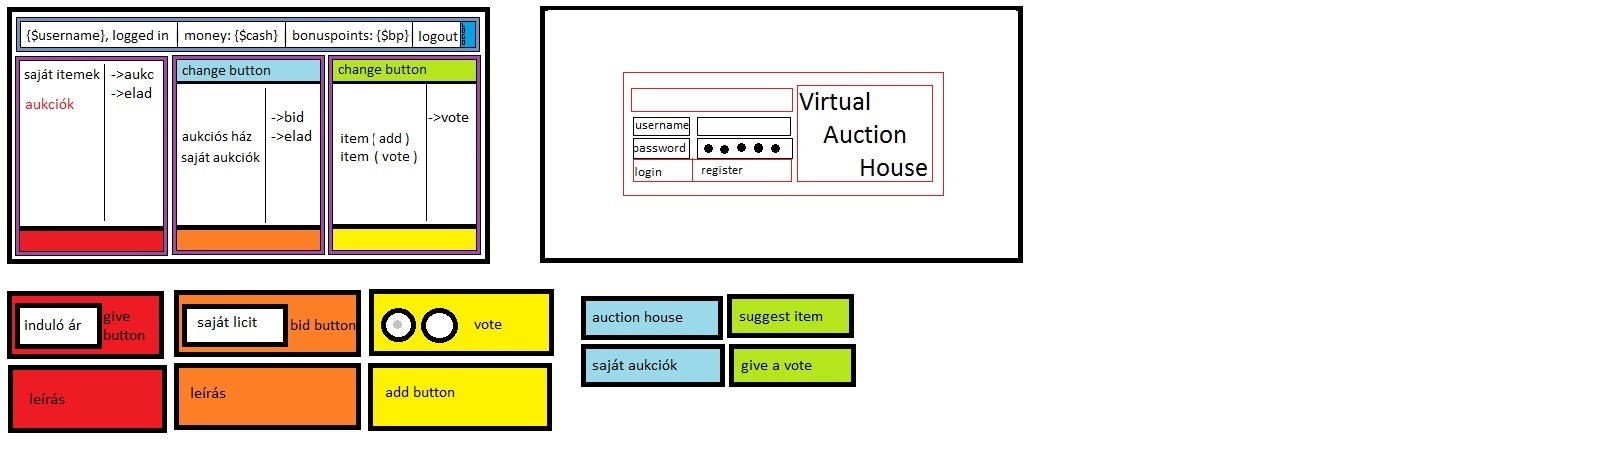 {$username}, logged in
money: {$cash}
bonuspoints: {$bp}
logout
saját itemek
aukciók
->aukc
->elad
change button
->bid
->elad
aukciós ház
saját aukciók
change button
->vote
item ( add )
item ( vote )
username
password
login
register
Virtual
Auction
House
induló ár
give
button
saját licit
bid button
vote
leírás
leírás
add button
auction house
suggest item
saját aukciók
give a vote